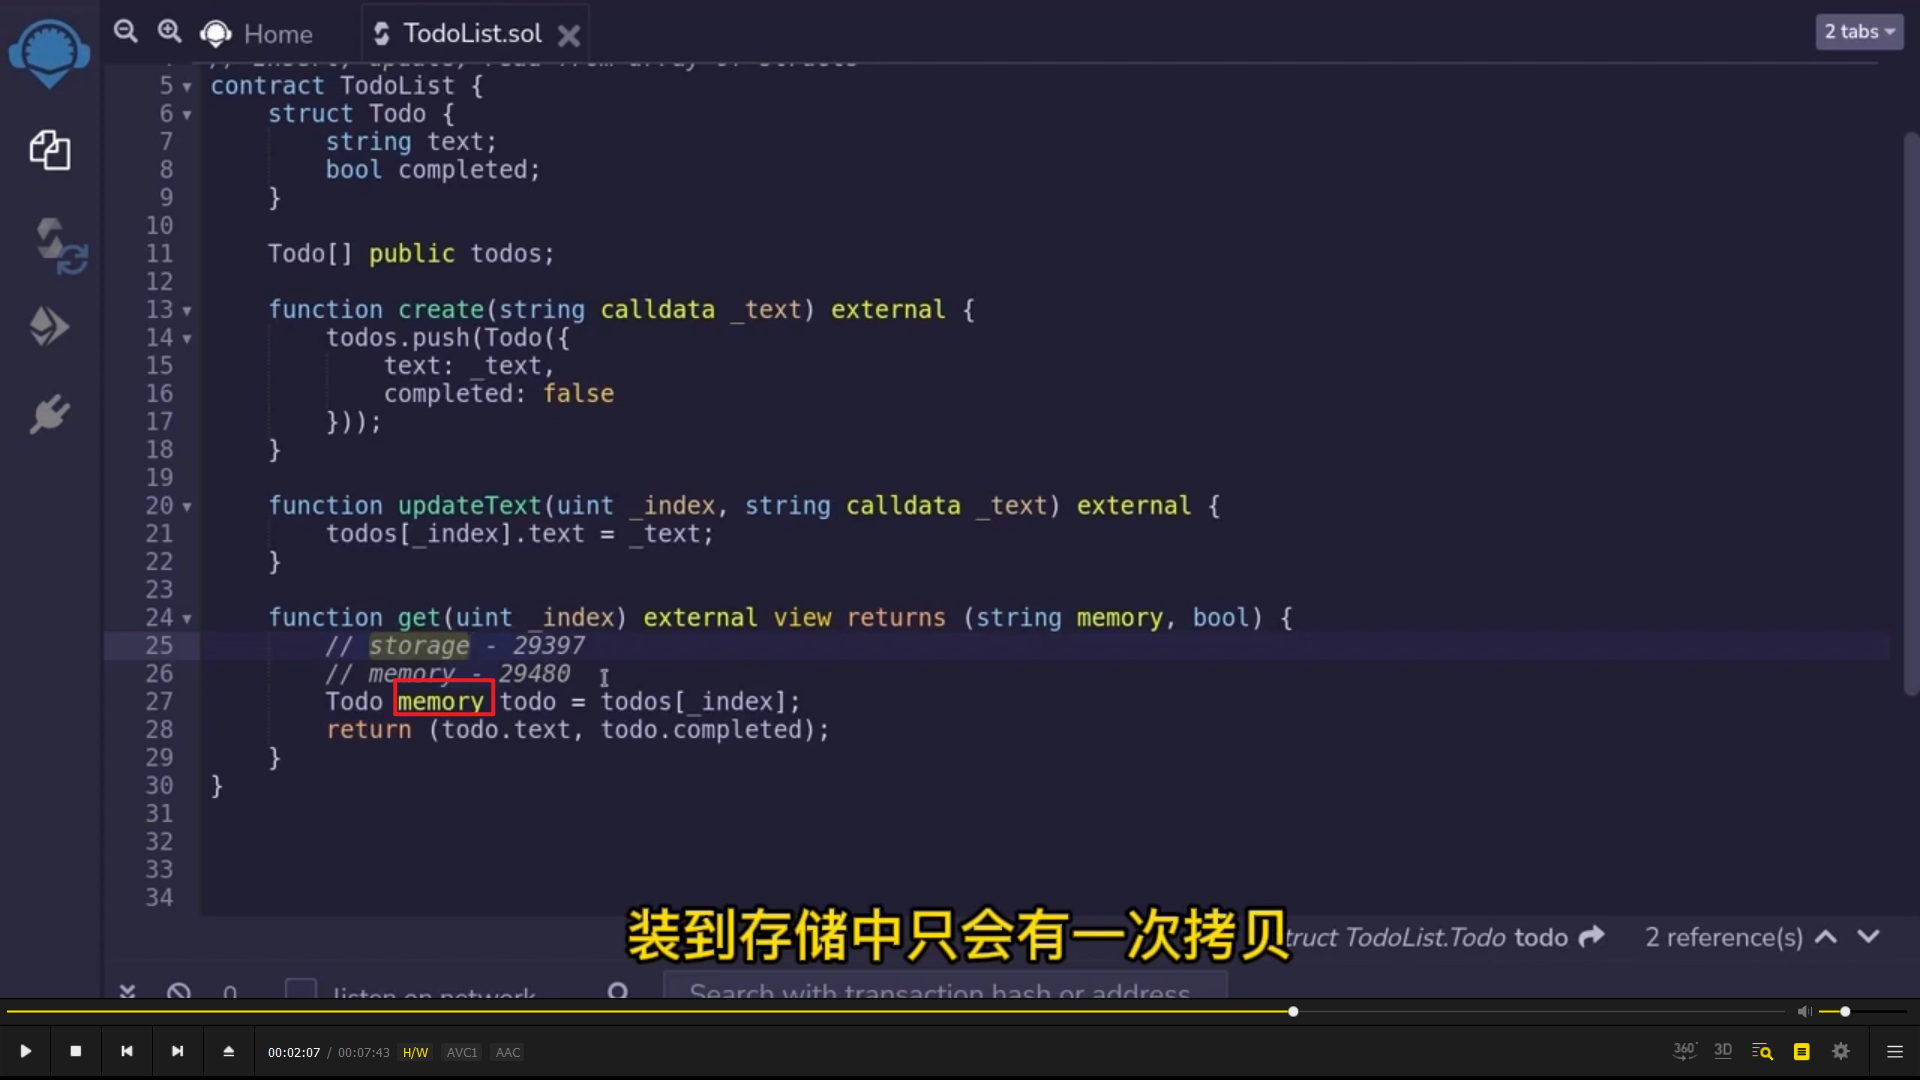 Home
TodoList.sol
2 tabs
5 contract TodoList {
6 struct Todo {
7 string text;
8 bool completed;
9 }
10
11 Todo[] public todos;
12
13 function create(string calldata _text) external {
14 todos.push(Todo({
15 text: _text,
16 completed: false
17 }));
18 }
19
20 function updateText(uint _index, string calldata _text) external {
21 todos[_index].text = _text;
22 }
23
24 function get(uint _index) external view returns (string memory, bool) {
25 // storage - 29397
26 // memory - 29480
27 Todo memory todo = todos[_index];
28 return (todo.text, todo.completed);
29 }
30 }
31
32
33
34
装到存储中只会有一次拷贝
TodoList.Todo todo 2 reference(s)
0 listen on network Search with transaction hash or address
00:02:07 / 00:07:43 H/W AVC1 AAC 360° 3D